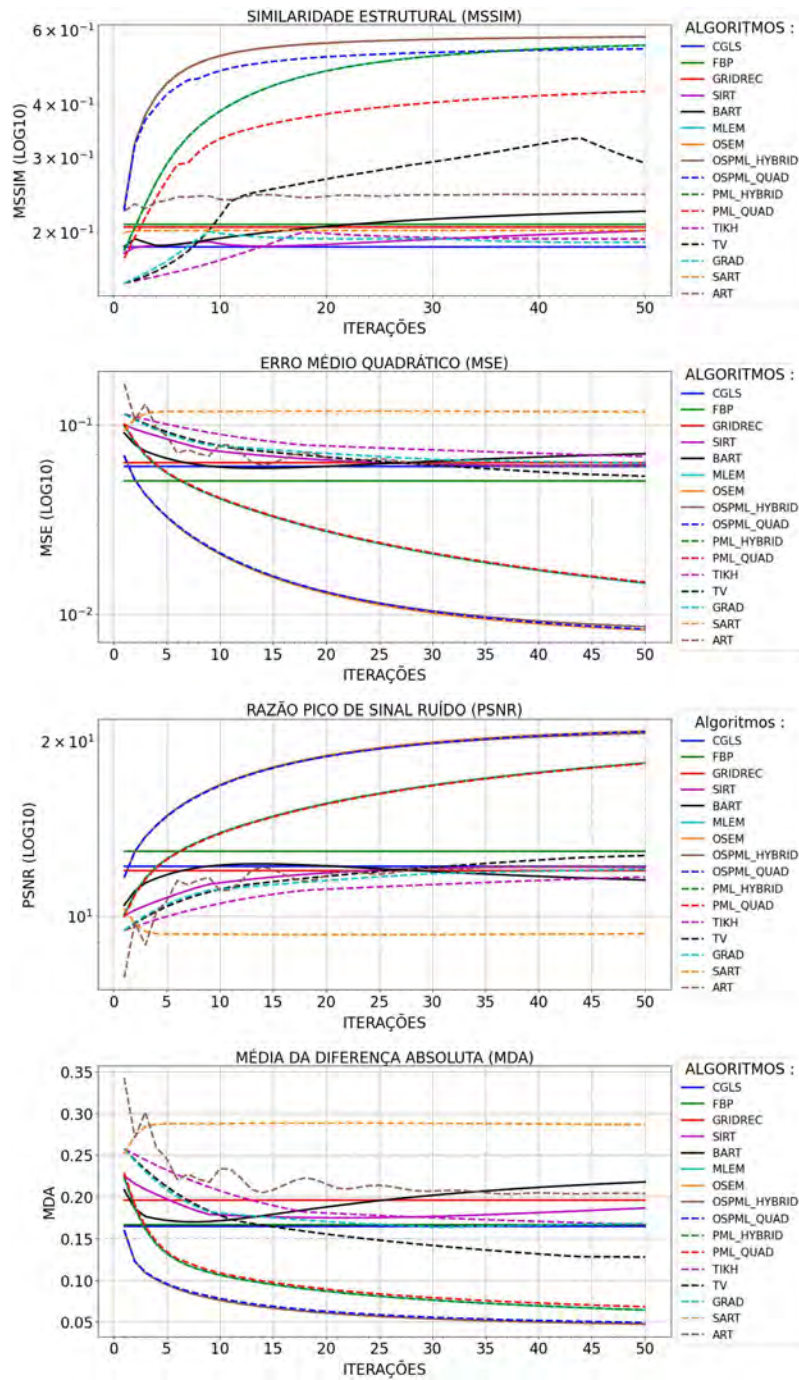 SIMILARIDADE ESTRUTURAL (MSSIM)
6 × 10⁻¹
4 × 10⁻¹
3 × 10⁻¹
2 × 10⁻¹
MSSIM (LOG10)
0 10 20 30 40 50
ITERAÇÕES
ALGORITMOS :
CGLS
FBP
GRIDREC
SIRT
BART
MLEM
OSEM
OSPML_HYBRID
OSPML_QUAD
PML_HYBRID
PML_QUAD
TIKH
TV
GRAD
SART
ART
ERRO MÉDIO QUADRÁTICO (MSE)
10⁻¹
10⁻²
MSE (LOG10)
0 5 10 15 20 25 30 35 40 45 50
ITERAÇÕES
ALGORITMOS :
CGLS
FBP
GRIDREC
SIRT
BART
MLEM
OSEM
OSPML_HYBRID
OSPML_QUAD
PML_HYBRID
PML_QUAD
TIKH
TV
GRAD
SART
ART
RAZÃO PICO DE SINAL RUÍDO (PSNR)
2 × 10¹
10¹
PSNR (LOG10)
0 5 10 15 20 25 30 35 40 45 50
ITERAÇÕES
Algoritmos :
CGLS
FBP
GRIDREC
SIRT
BART
MLEM
OSEM
OSPML_HYBRID
OSPML_QUAD
PML_HYBRID
PML_QUAD
TIKH
TV
GRAD
SART
ART
MÉDIA DA DIFERENÇA ABSOLUTA (MDA)
0.35
0.30
0.25
0.20
0.15
0.10
0.05
MDA
0 5 10 15 20 25 30 35 40 45 50
ITERAÇÕES
ALGORITMOS :
CGLS
FBP
GRIDREC
SIRT
BART
MLEM
OSEM
OSPML_HYBRID
OSPML_QUAD
PML_HYBRID
PML_QUAD
TIKH
TV
GRAD
SART
ART